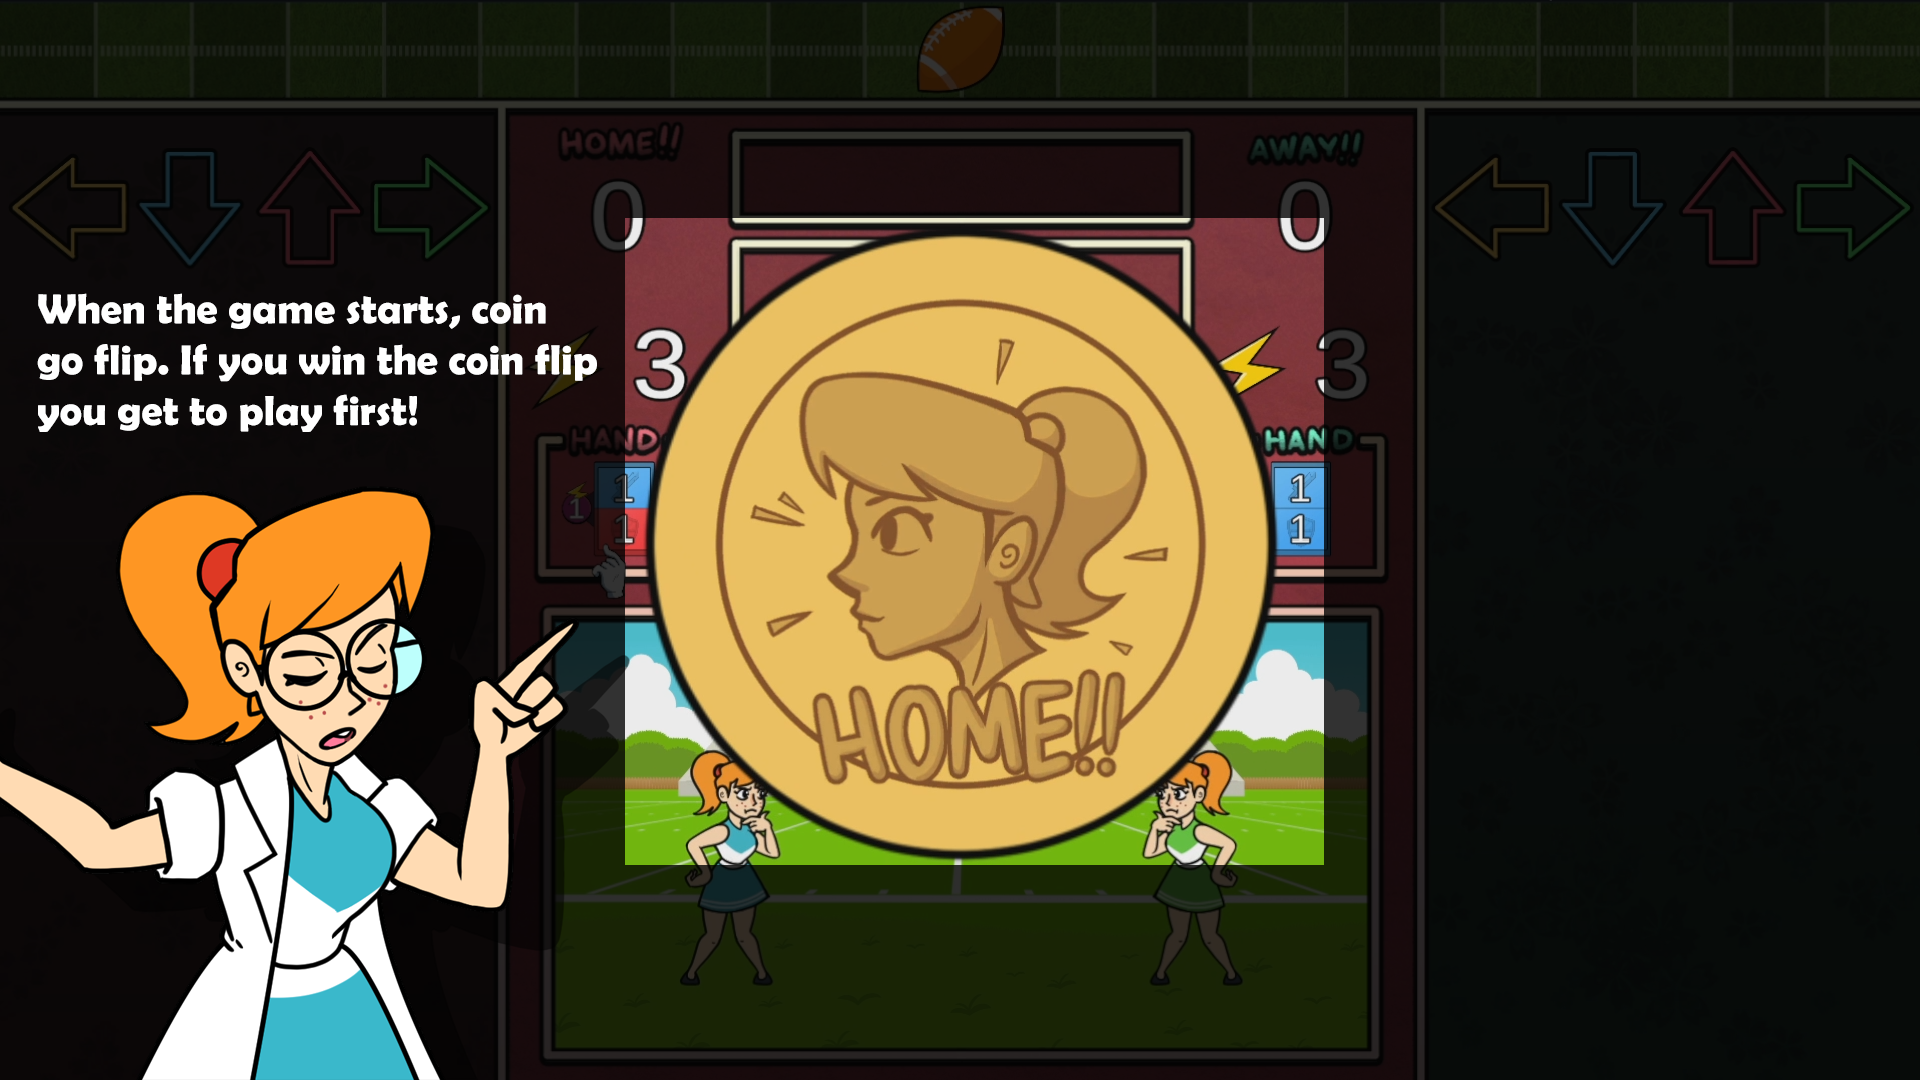 HOME!!
AWAY!!
0
0
When the game starts, coin
go flip. If you win the coin flip
you get to play first!
3
3
HAND
HAND
1
1
1
1
1
HOME!!